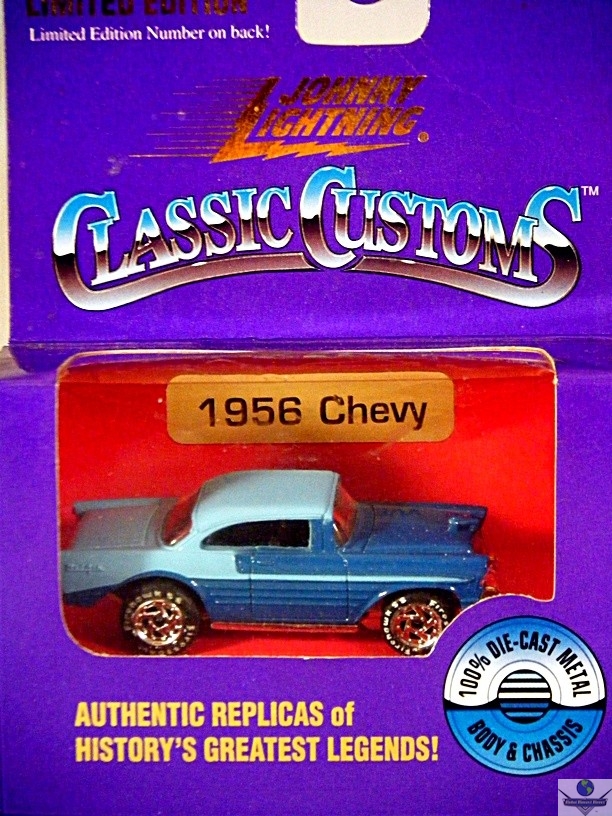 LIMITED EDITION
Limited Edition Number on back!
JOHNNY
LIGHTNING®
CLASSIC CUSTOMS™
1956 Chevy
100% DIE-CAST METAL
BODY & CHASSIS
AUTHENTIC REPLICAS of
HISTORY'S GREATEST LEGENDS!